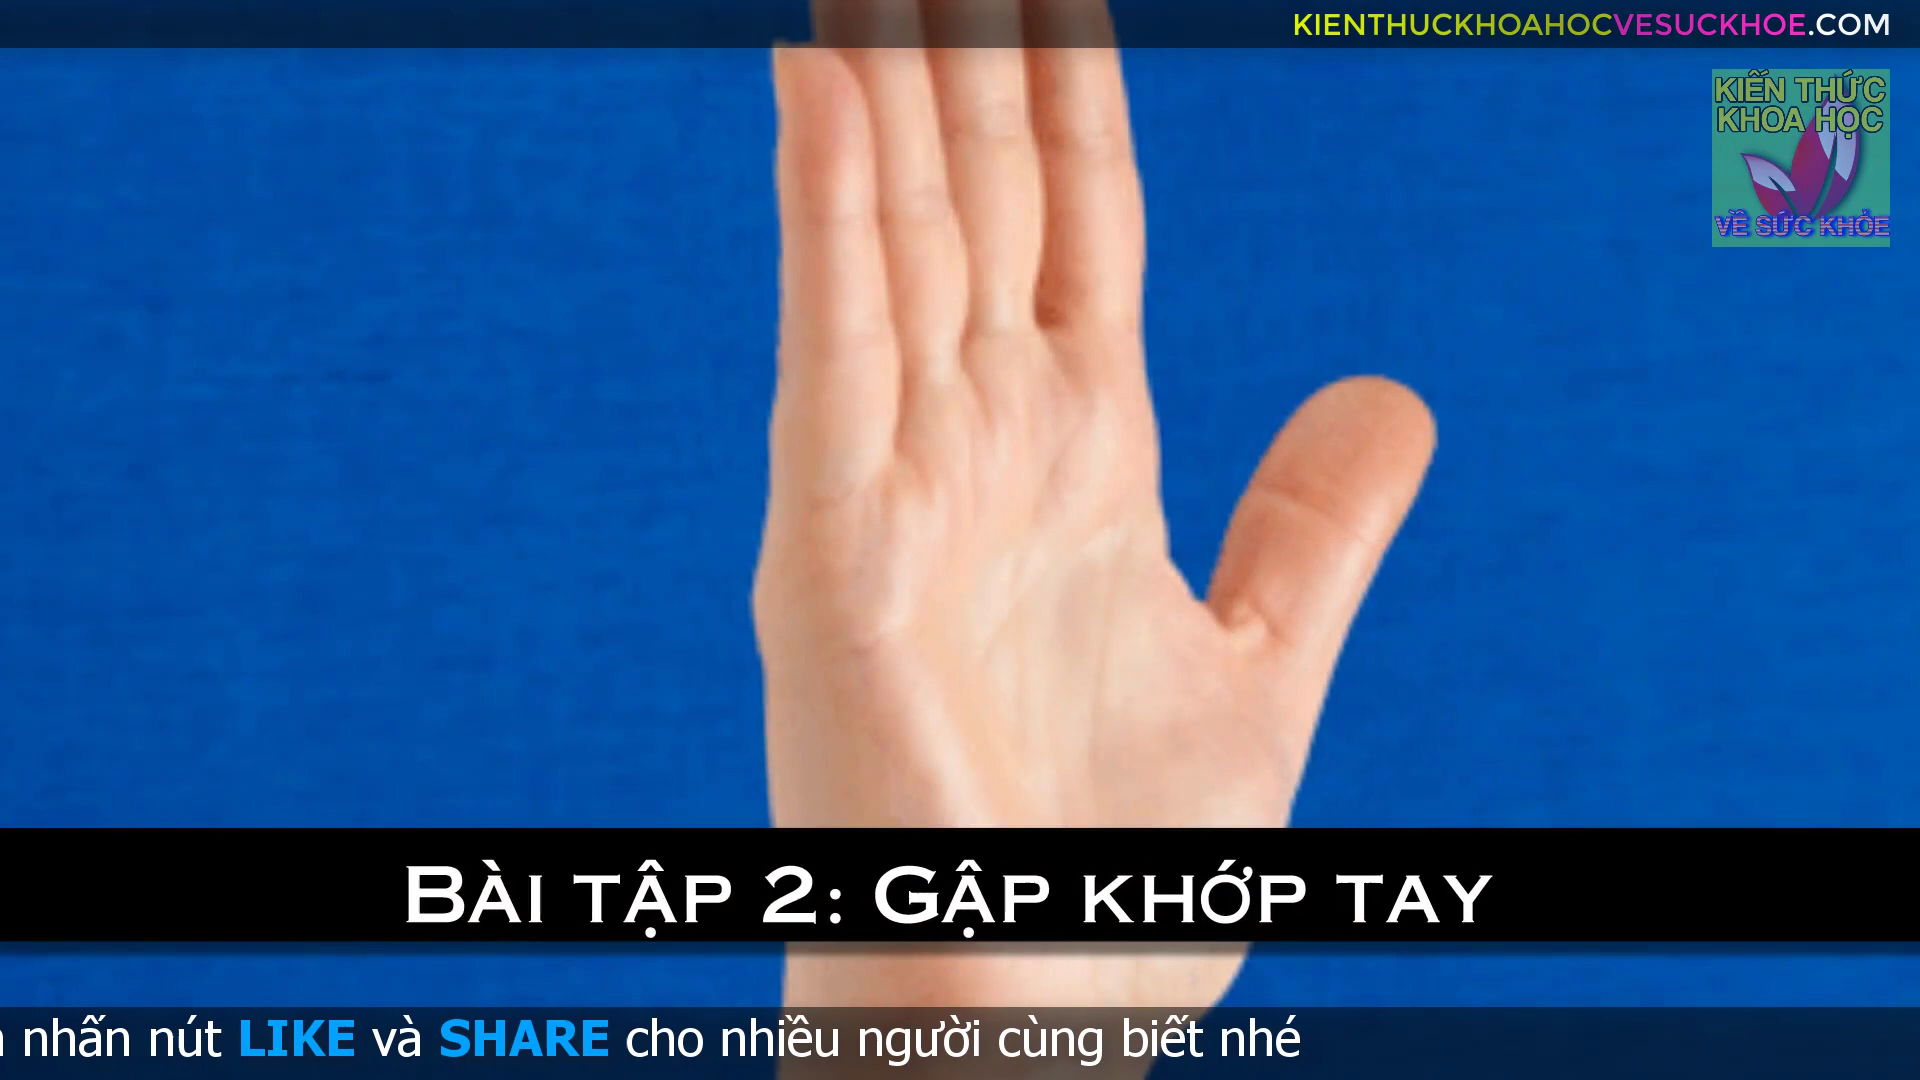 KIENTHUCKHOAHOCVESUCKHOE.COM
KIẾN THỨC
KHOA HỌC
VỀ SỨC KHỎE
BÀI TẬP 2: GẬP KHỚP TAY
nhấn nút LIKE và SHARE cho nhiều người cùng biết nhé